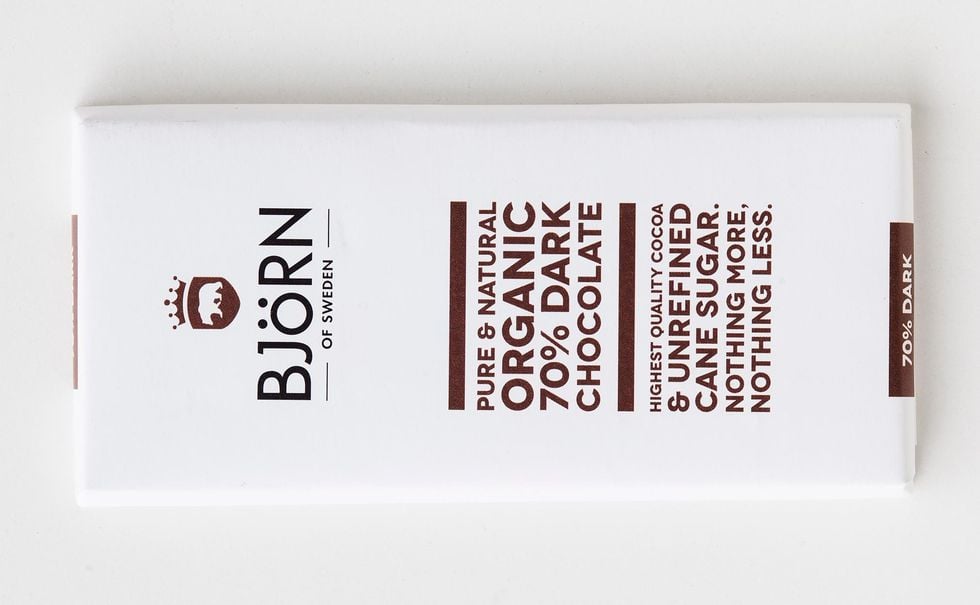 BJÖRN
OF SWEDEN
PURE & NATURAL
ORGANIC
70% DARK
CHOCOLATE
HIGHEST QUALITY COCOA
& UNREFINED
CANE SUGAR.
NOTHING MORE,
NOTHING LESS.
70% DARK